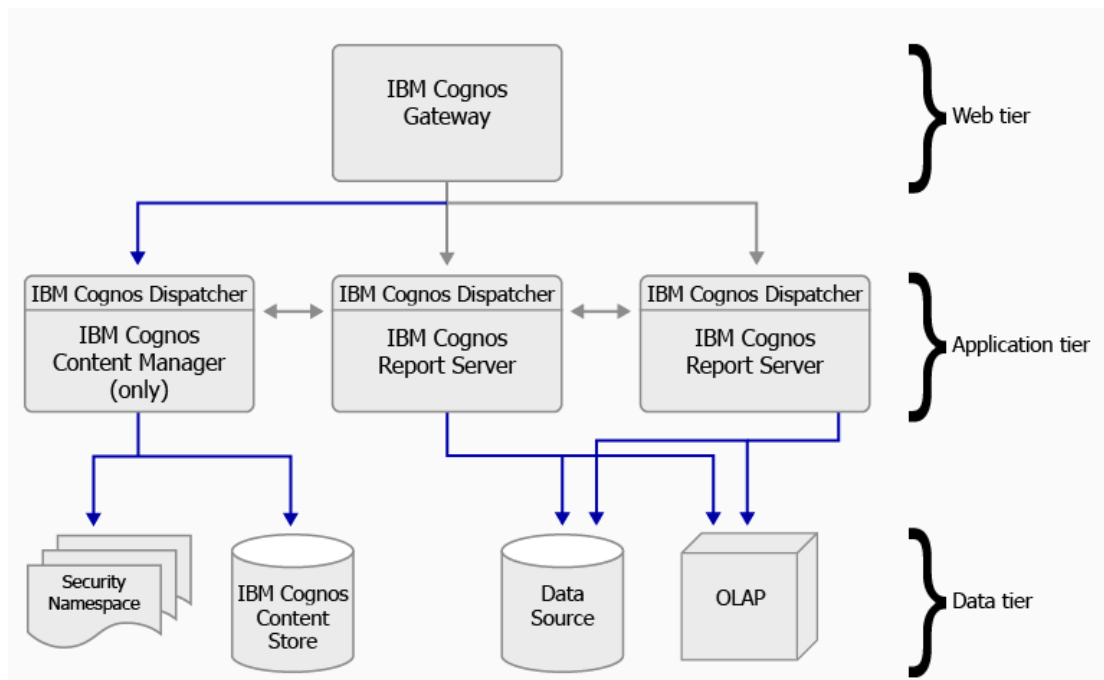 IBM Cognos
Gateway
Web tier
IBM Cognos Dispatcher
IBM Cognos
Content Manager
(only)
IBM Cognos Dispatcher
IBM Cognos
Report Server
IBM Cognos Dispatcher
IBM Cognos
Report Server
Application tier
Security
Namespace
IBM Cognos
Content
Store
Data
Source
OLAP
Data tier